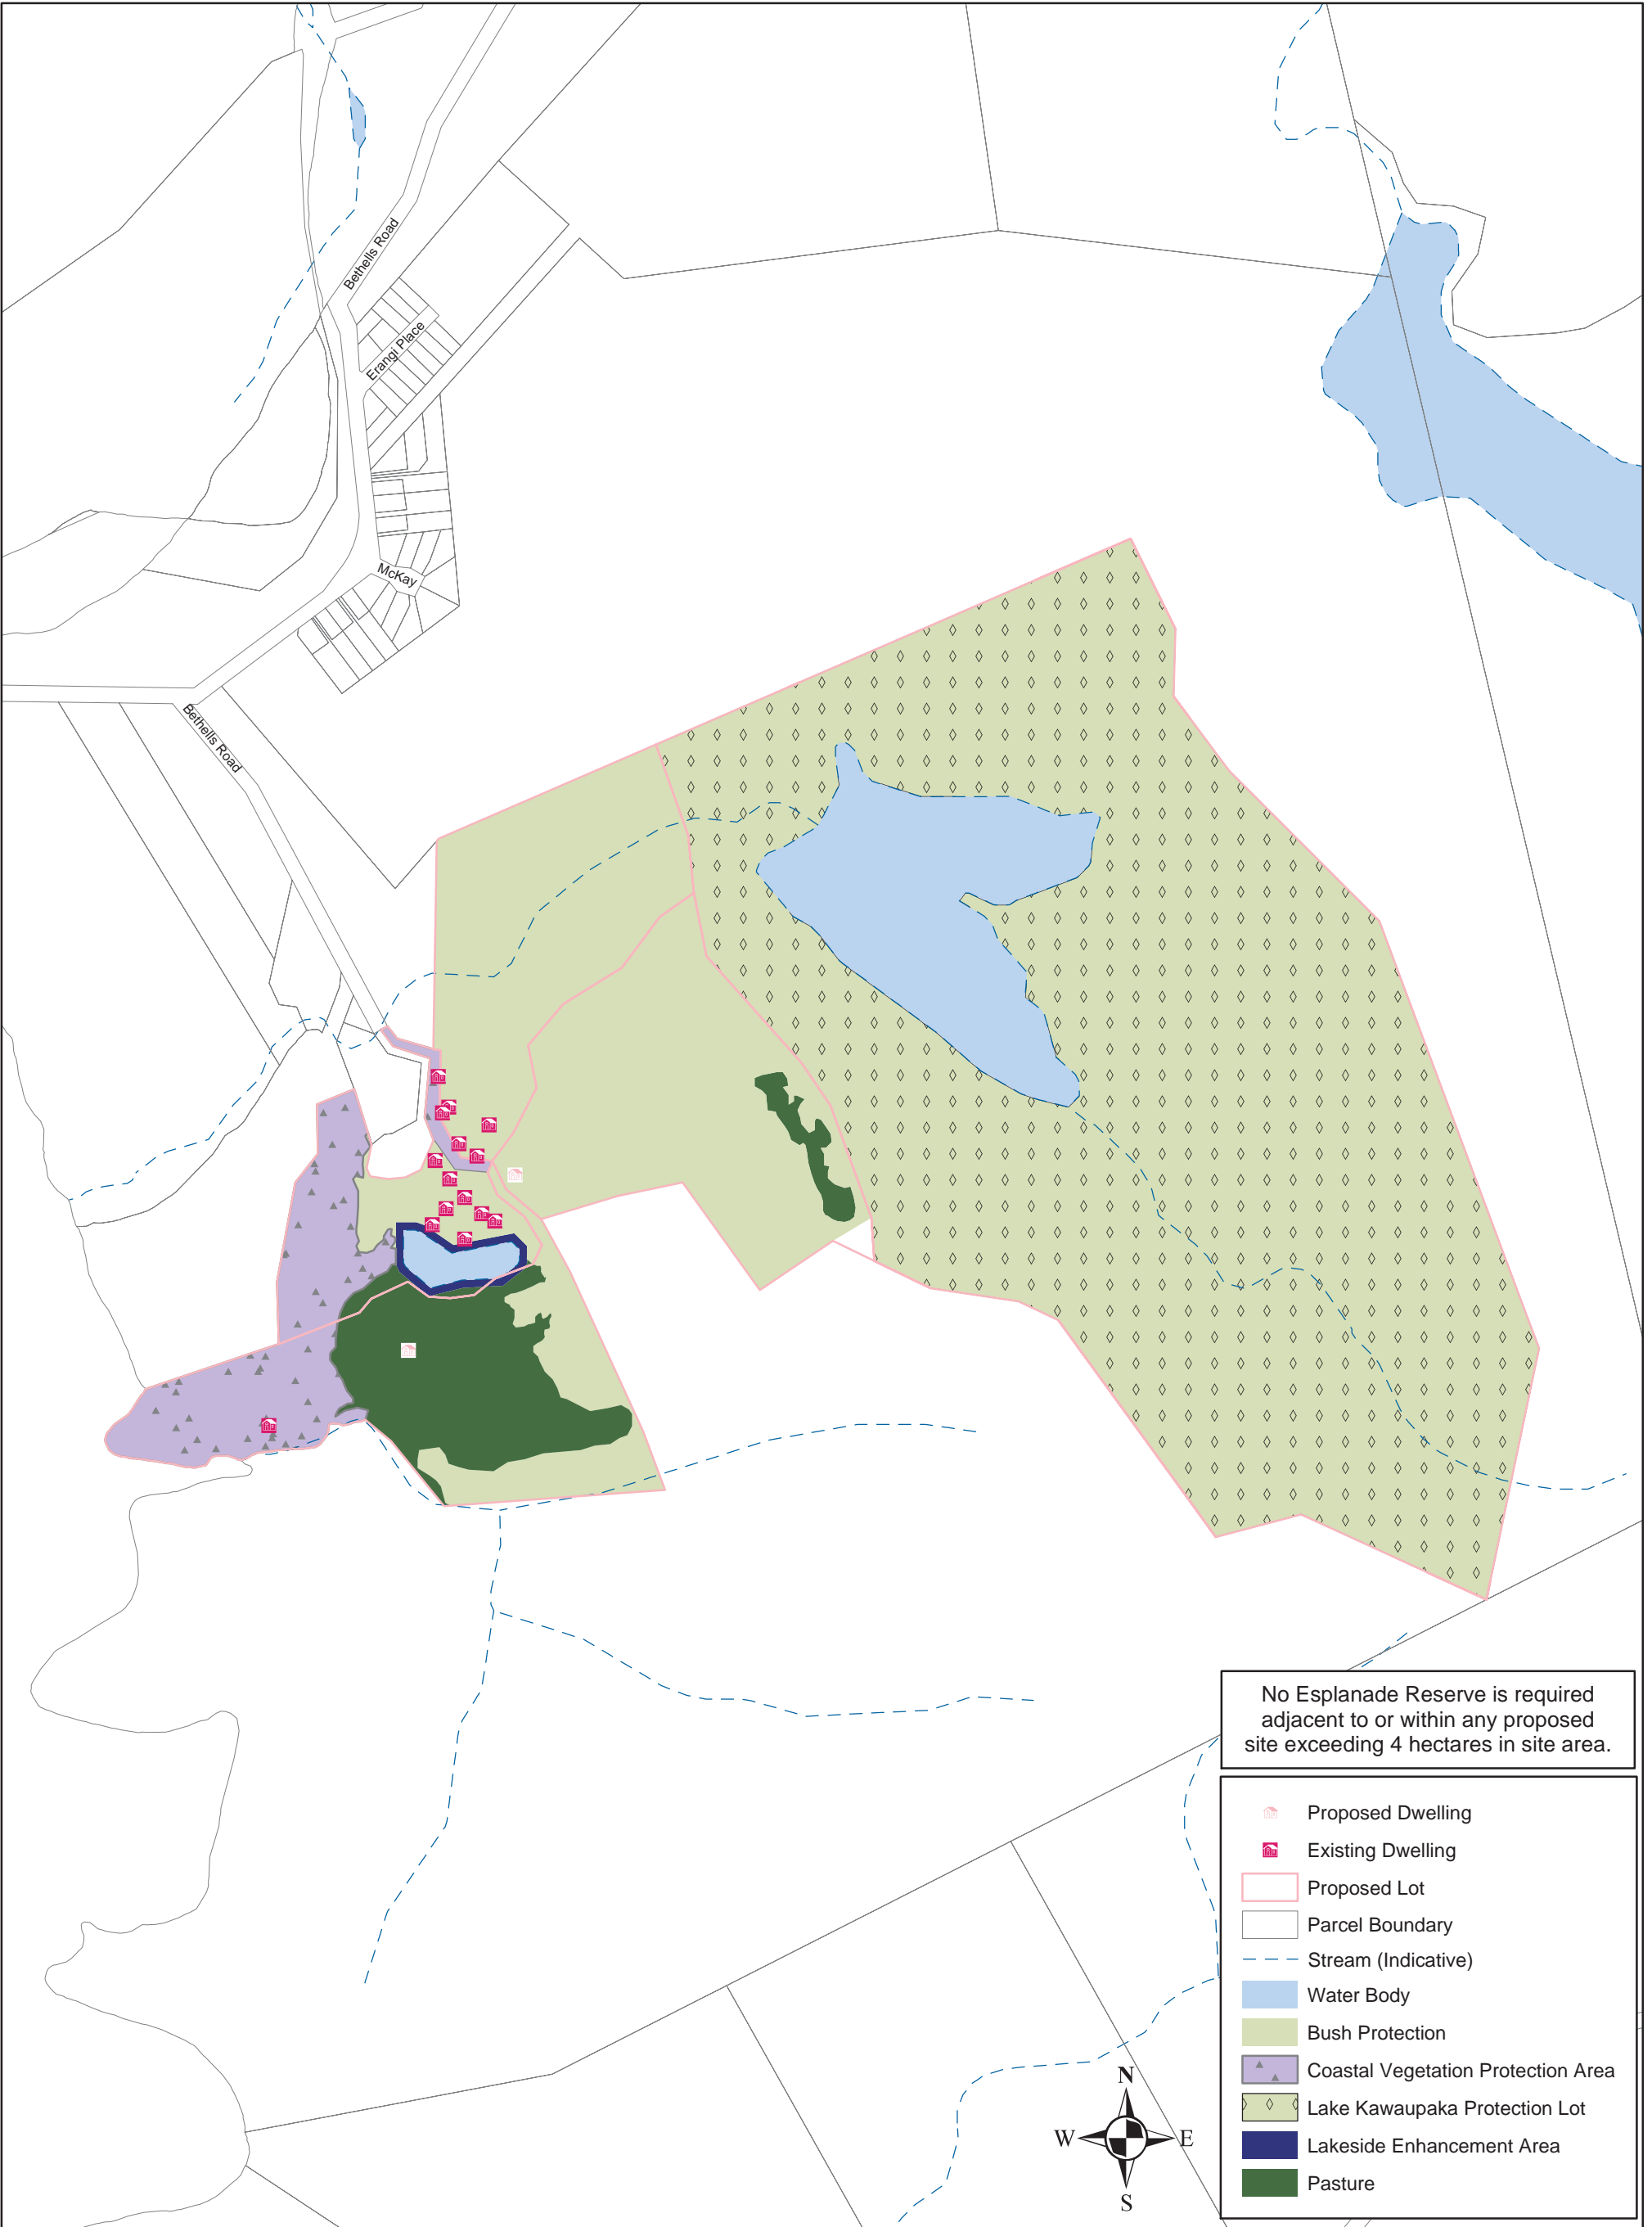 Bethells Road
Erangi Place
McKay
Bethells Road
No Esplanade Reserve is required
adjacent to or within any proposed
site exceeding 4 hectares in site area.
Proposed Dwelling
Existing Dwelling
Proposed Lot
Parcel Boundary
Stream (Indicative)
Water Body
Bush Protection
Coastal Vegetation Protection Area
Lake Kawaupaka Protection Lot
Lakeside Enhancement Area
Pasture
N
W E
S